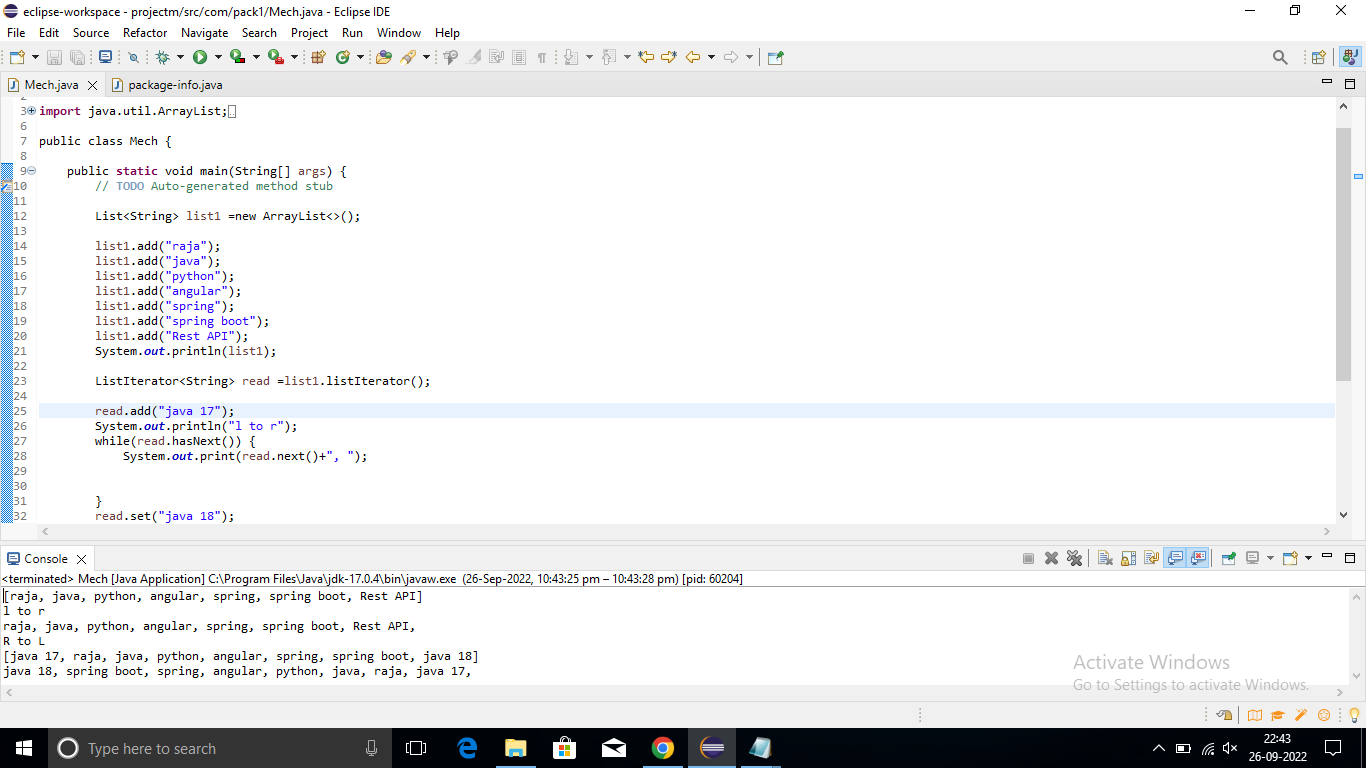 eclipse-workspace - projectm/src/com/pack1/Mech.java - Eclipse IDE
File Edit Source Refactor Navigate Search Project Run Window Help
Mech.java package-info.java
2
3 import java.util.ArrayList;
6
7 public class Mech {
8
9 public static void main(String[] args) {
10 // TODO Auto-generated method stub
11
12 List<String> list1 =new ArrayList<>();
13
14 list1.add("raja");
15 list1.add("java");
16 list1.add("python");
17 list1.add("angular");
18 list1.add("spring");
19 list1.add("spring boot");
20 list1.add("Rest API");
21 System.out.println(list1);
22
23 ListIterator<String> read =list1.listIterator();
24
25 read.add("java 17");
26 System.out.println("l to r");
27 while(read.hasNext()) {
28 System.out.print(read.next()+", ");
29
30
31 }
32 read.set("java 18");
Console
<terminated> Mech [Java Application] C:\Program Files\Java\jdk-17.0.4\bin\javaw.exe (26-Sep-2022, 10:43:25 pm – 10:43:28 pm) [pid: 60204]
[raja, java, python, angular, spring, spring boot, Rest API]
l to r
raja, java, python, angular, spring, spring boot, Rest API,
R to L
[java 17, raja, java, python, angular, spring, spring boot, java 18]
java 18, spring boot, spring, angular, python, java, raja, java 17,
Activate Windows
Go to Settings to activate Windows.
Type here to search
22:43
26-09-2022